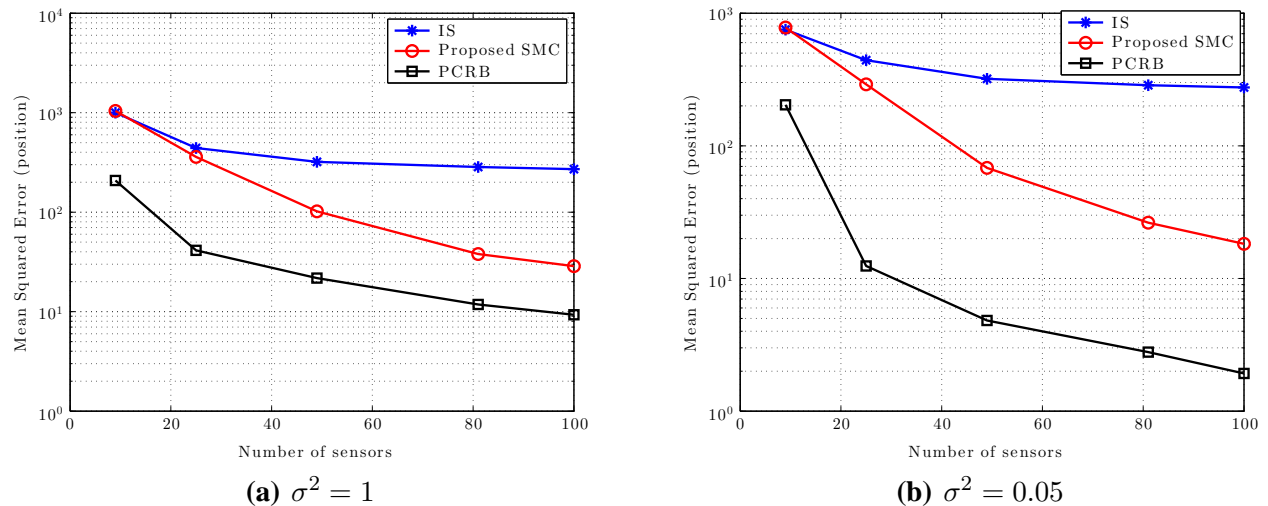 IS
Proposed SMC
PCRB
Mean Squared Error (position)
10^4
10^3
10^2
10^1
10^0
0 20 40 60 80 100
Number of sensors
(a) σ² = 1
IS
Proposed SMC
PCRB
Mean Squared Error (position)
10^3
10^2
10^1
10^0
0 20 40 60 80 100
Number of sensors
(b) σ² = 0.05